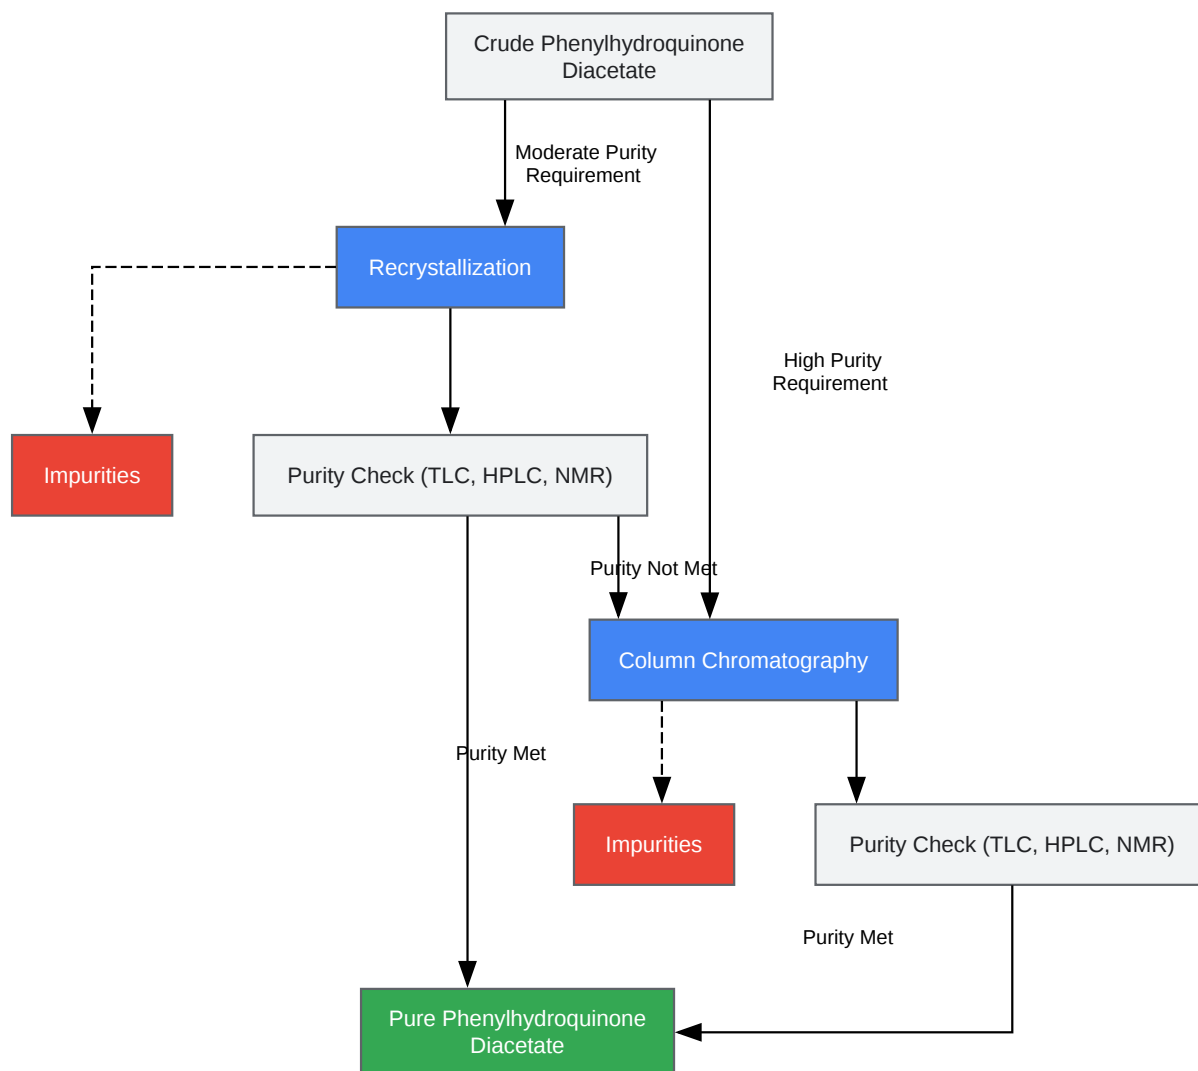 Crude Phenylhydroquinone
Diacetate
Moderate Purity
Requirement
Recrystallization
High Purity
Requirement
Impurities
Purity Check (TLC, HPLC, NMR)
Purity Not Met
Column Chromatography
Purity Met
Impurities
Purity Check (TLC, HPLC, NMR)
Purity Met
Pure Phenylhydroquinone
Diacetate